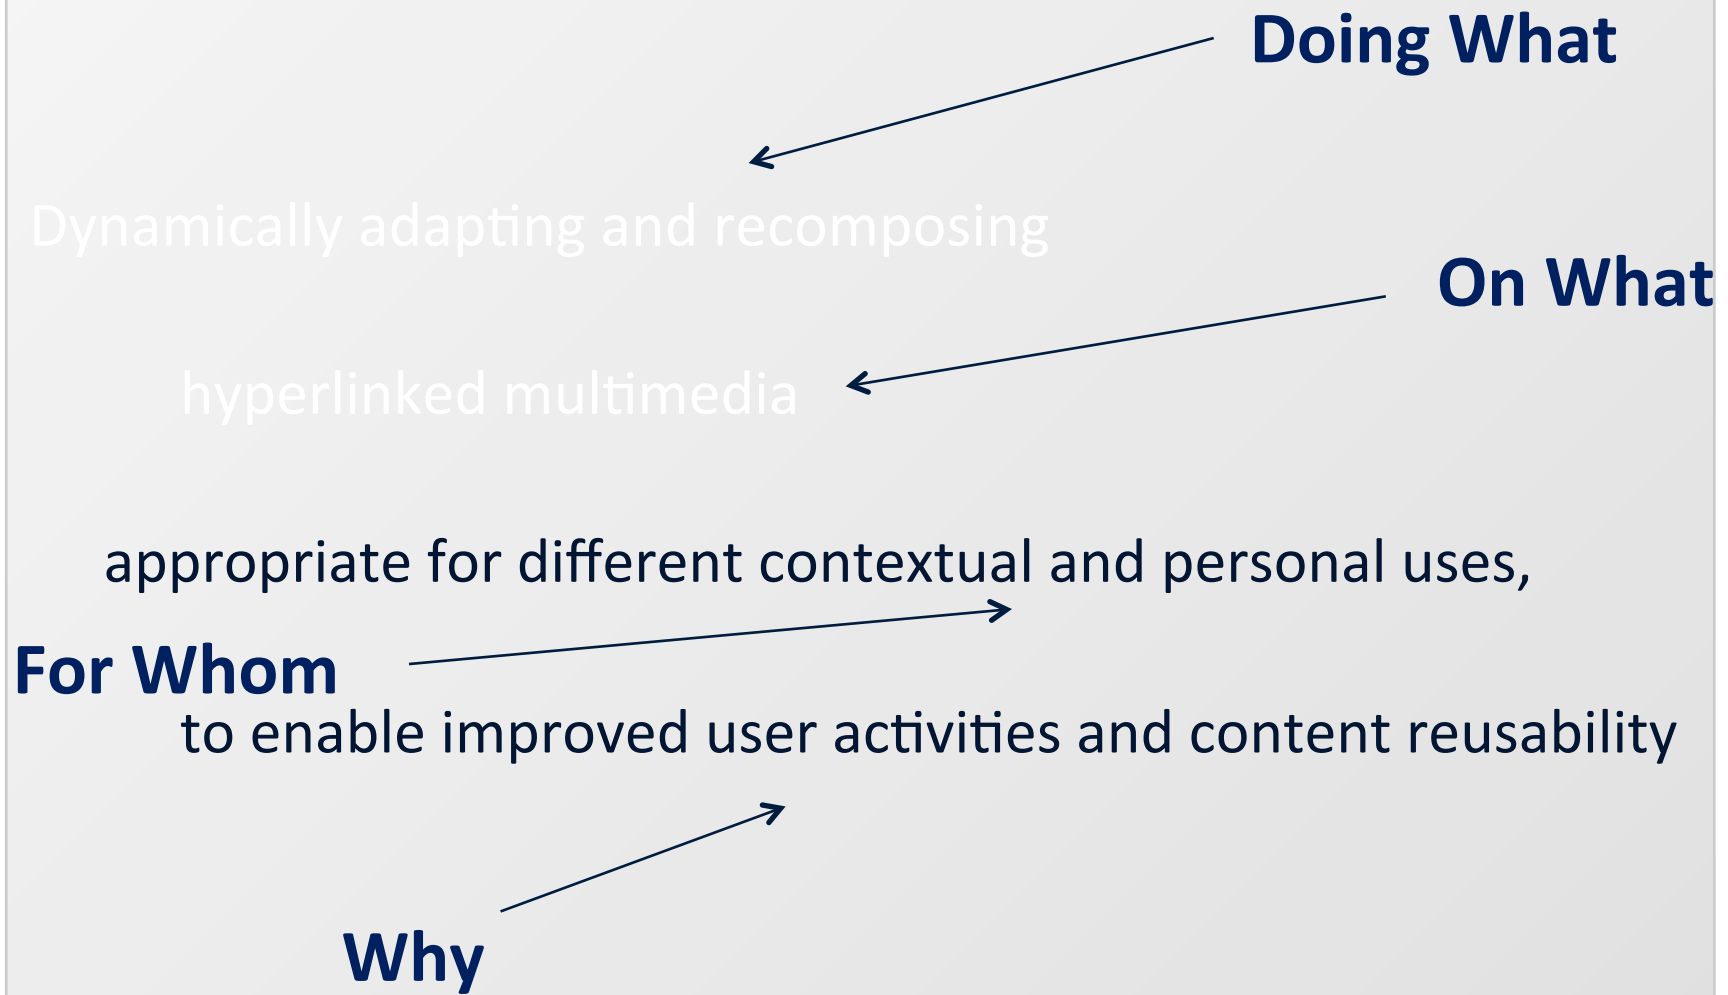 Doing What
Dynamically adapting and recomposing
On What
hyperlinked multimedia
appropriate for different contextual and personal uses,
For Whom
to enable improved user activities and content reusability
Why